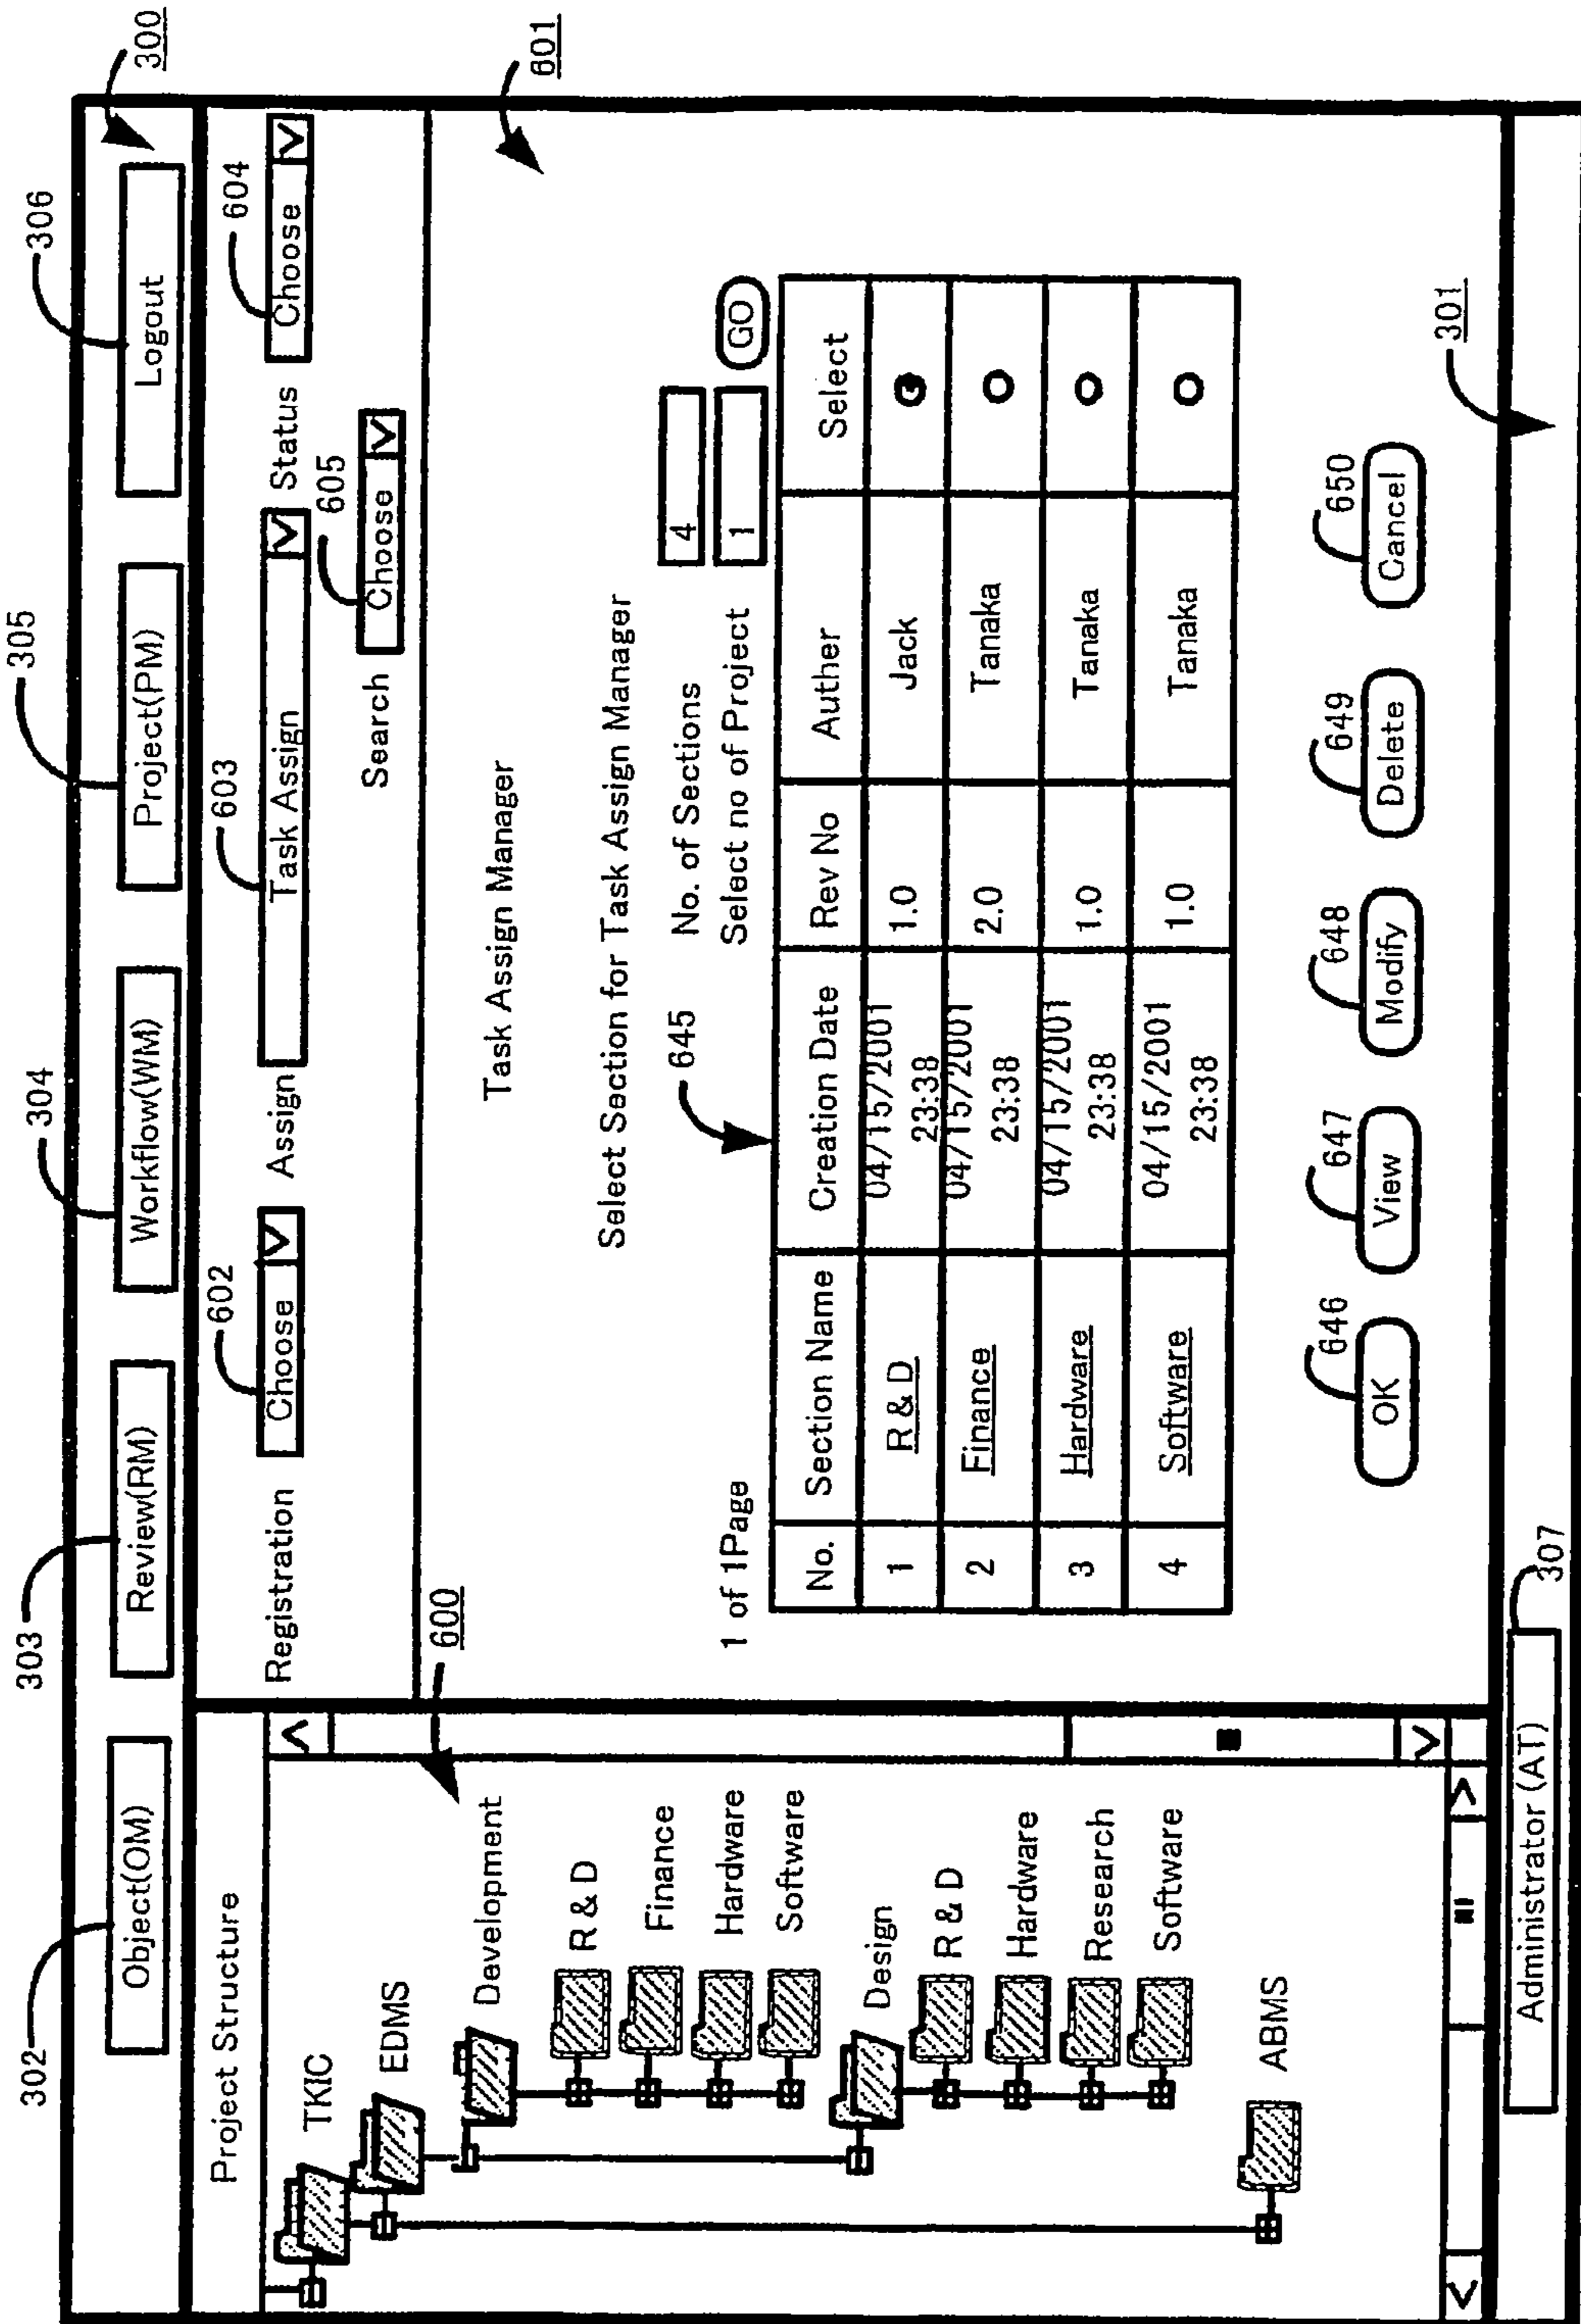 302
303
304
305
306
300
Object(OM)
Review(RM)
Workflow(WM)
Project(PM)
Logout
Project Structure
TKIC
EDMS
Development
R & D
Finance
Hardware
Software
Design
R & D
Hardware
Research
Software
ABMS
600
602
603
604
Registration Choose Assign Task Assign Status Choose
605
Search Choose
601
Task Assign Manager
Select Section for Task Assign Manager
645
No. of Sections 4
1 of 1Page Select no of Project 1 GO
No. Section Name Creation Date Rev No Auther Select
1 R & D 04/15/2001 23:38 1.0 Jack
2 Finance 04/15/2001 23:38 2.0 Tanaka
3 Hardware 04/15/2001 23:38 1.0 Tanaka
4 Software 04/15/2001 23:38 1.0 Tanaka
646 647 648 649 650
OK View Modify Delete Cancel
301
Administrator (AT)
307